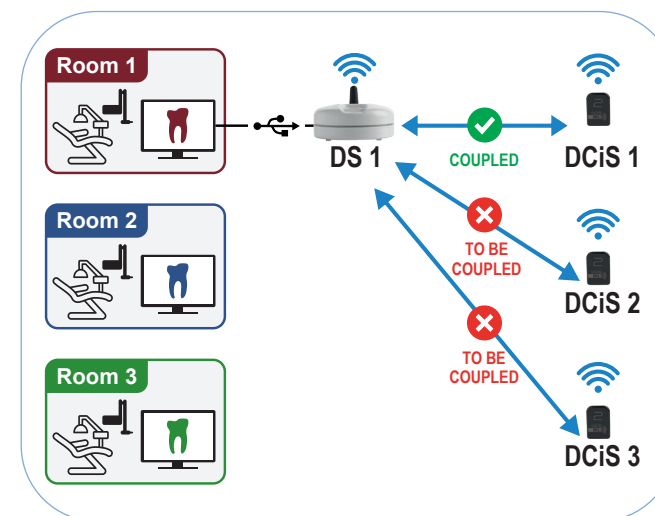 Room 1
DS 1
COUPLED
DCiS 1
Room 2
TO BE
COUPLED
DCiS 2
Room 3
TO BE
COUPLED
DCiS 3